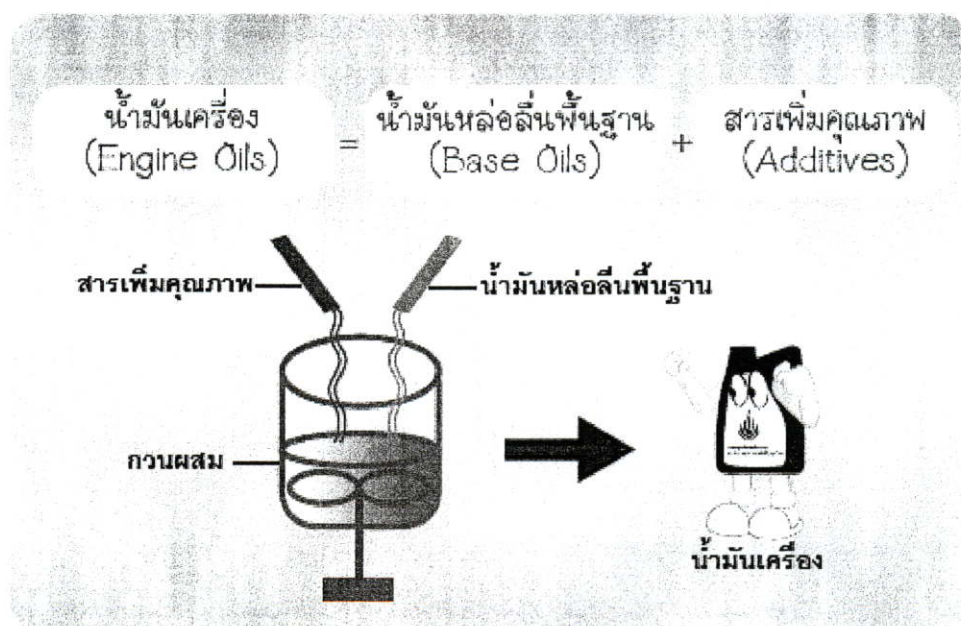 น้ำมันเครื่อง
(Engine Oils)
=
น้ำมันหล่อลื่นพื้นฐาน
(Base Oils)
+
สารเพิ่มคุณภาพ
(Additives)
สารเพิ่มคุณภาพ
น้ำมันหล่อลื่นพื้นฐาน
กวนผสม
น้ำมันเครื่อง